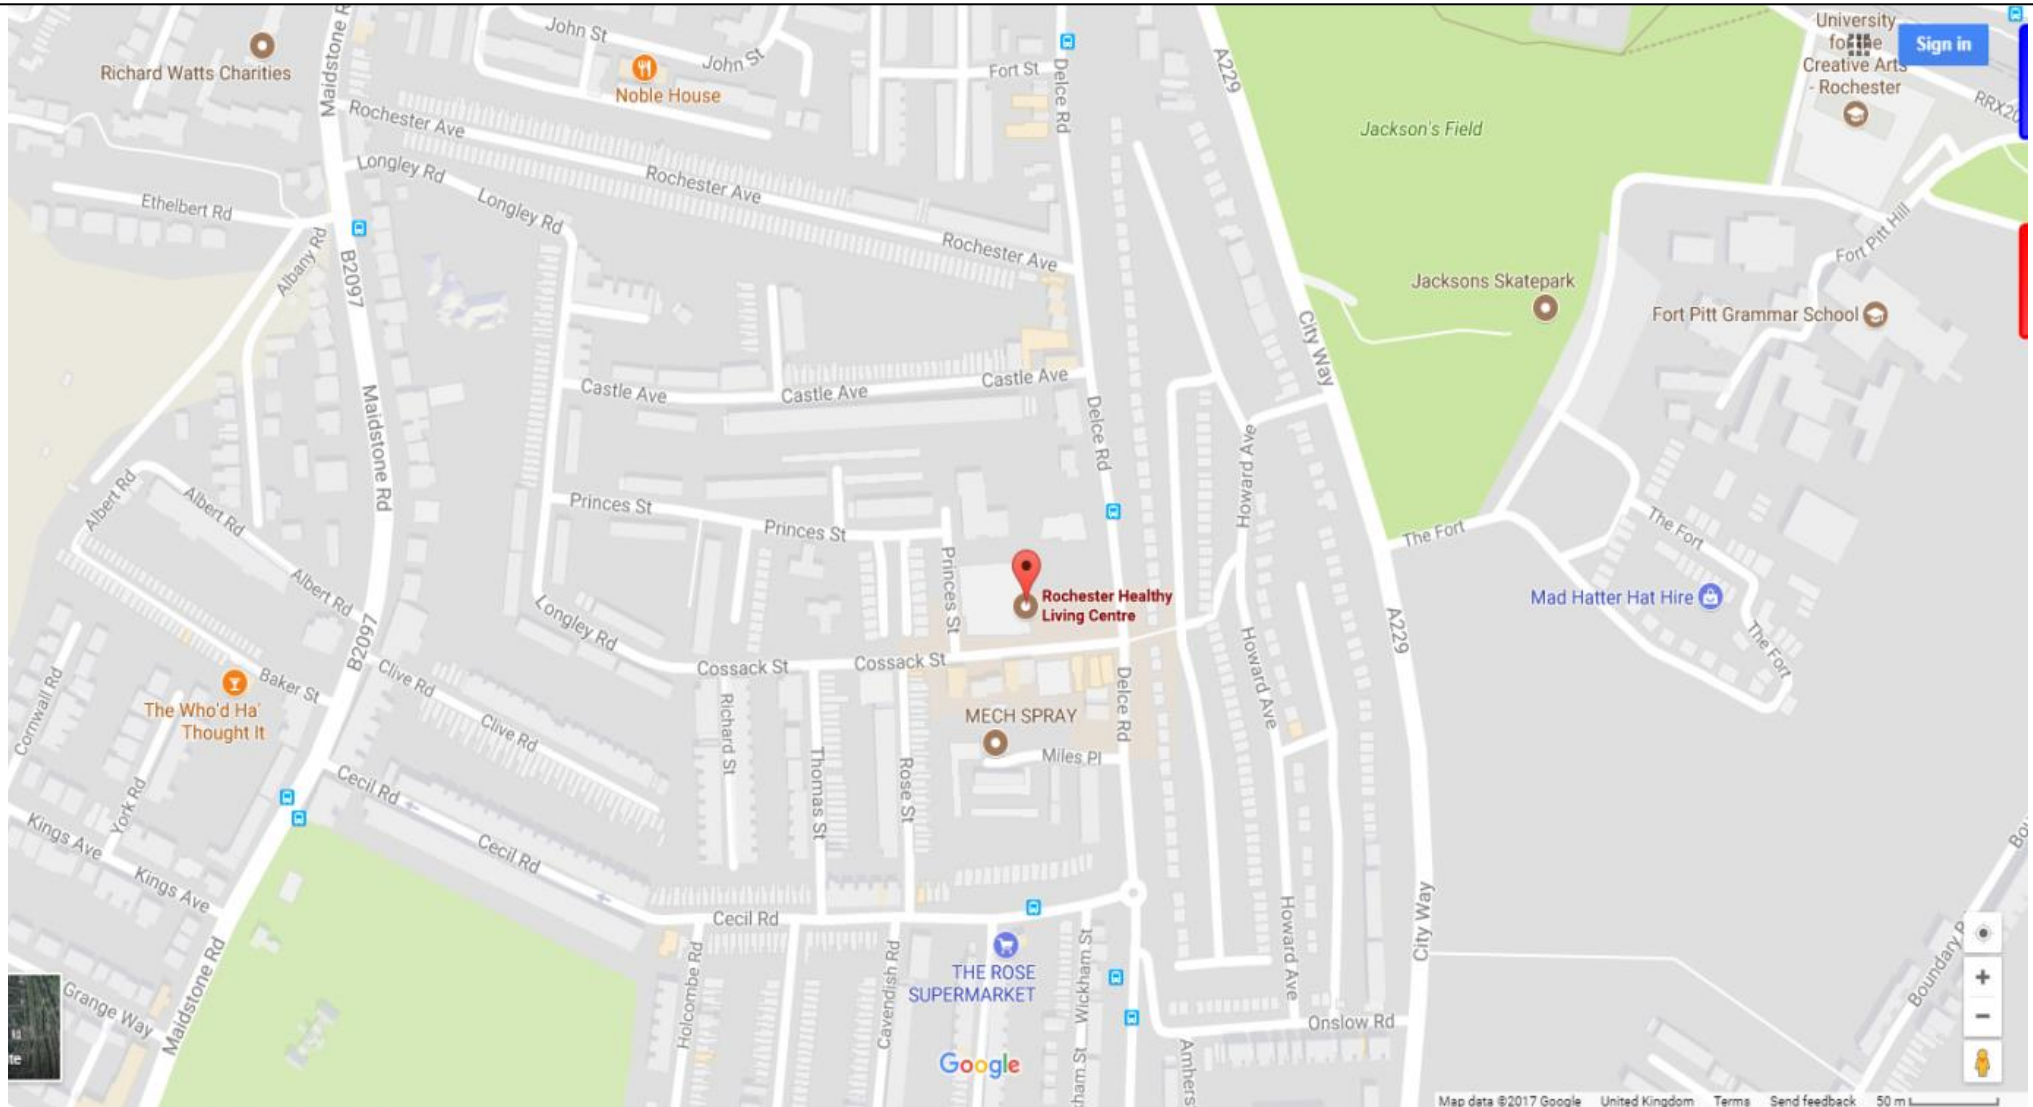 John St
John St
Maidstone R
Richard Watts Charities
Noble House
Fort St
Delce Rd
A229
University
for the
Creative Arts
- Rochester
Sign in
RRX20
Jackson's Field
Rochester Ave
Rochester Ave
Rochester Ave
Longley Rd
Longley Rd
Ethelbert Rd
Albany Rd
B2097
Fort Pitt Hill
Jacksons Skatepark
Fort Pitt Grammar School
City Way
Castle Ave
Castle Ave
Castle Ave
Maidstone Rd
Delce Rd
Howard Ave
Albert Rd
Albert Rd
Albert Rd
Princes St
Princes St
Princes St
The Fort
The Fort
The Fort
Rochester Healthy
Living Centre
Mad Hatter Hat Hire
A229
Longley Rd
B2097
Cossack St
Cossack St
Howard Ave
Delce Rd
Clive Rd
Clive Rd
Baker St
Cornwall Rd
The Who'd Ha'
Thought It
Richard St
MECH SPRAY
Miles Pl
Thomas St
Rose St
York Rd
Cecil Rd
Cecil Rd
Cecil Rd
Kings Ave
Kings Ave
City Way
Howard Ave
Maidstone Rd
Grange Way
Holcombe Rd
Cavendish Rd
THE ROSE
SUPERMARKET
Wickham St
ham St
Onslow Rd
Amhers
Boundary P
Bou
te
Google
Map data ©2017 Google United Kingdom Terms Send feedback 50 m